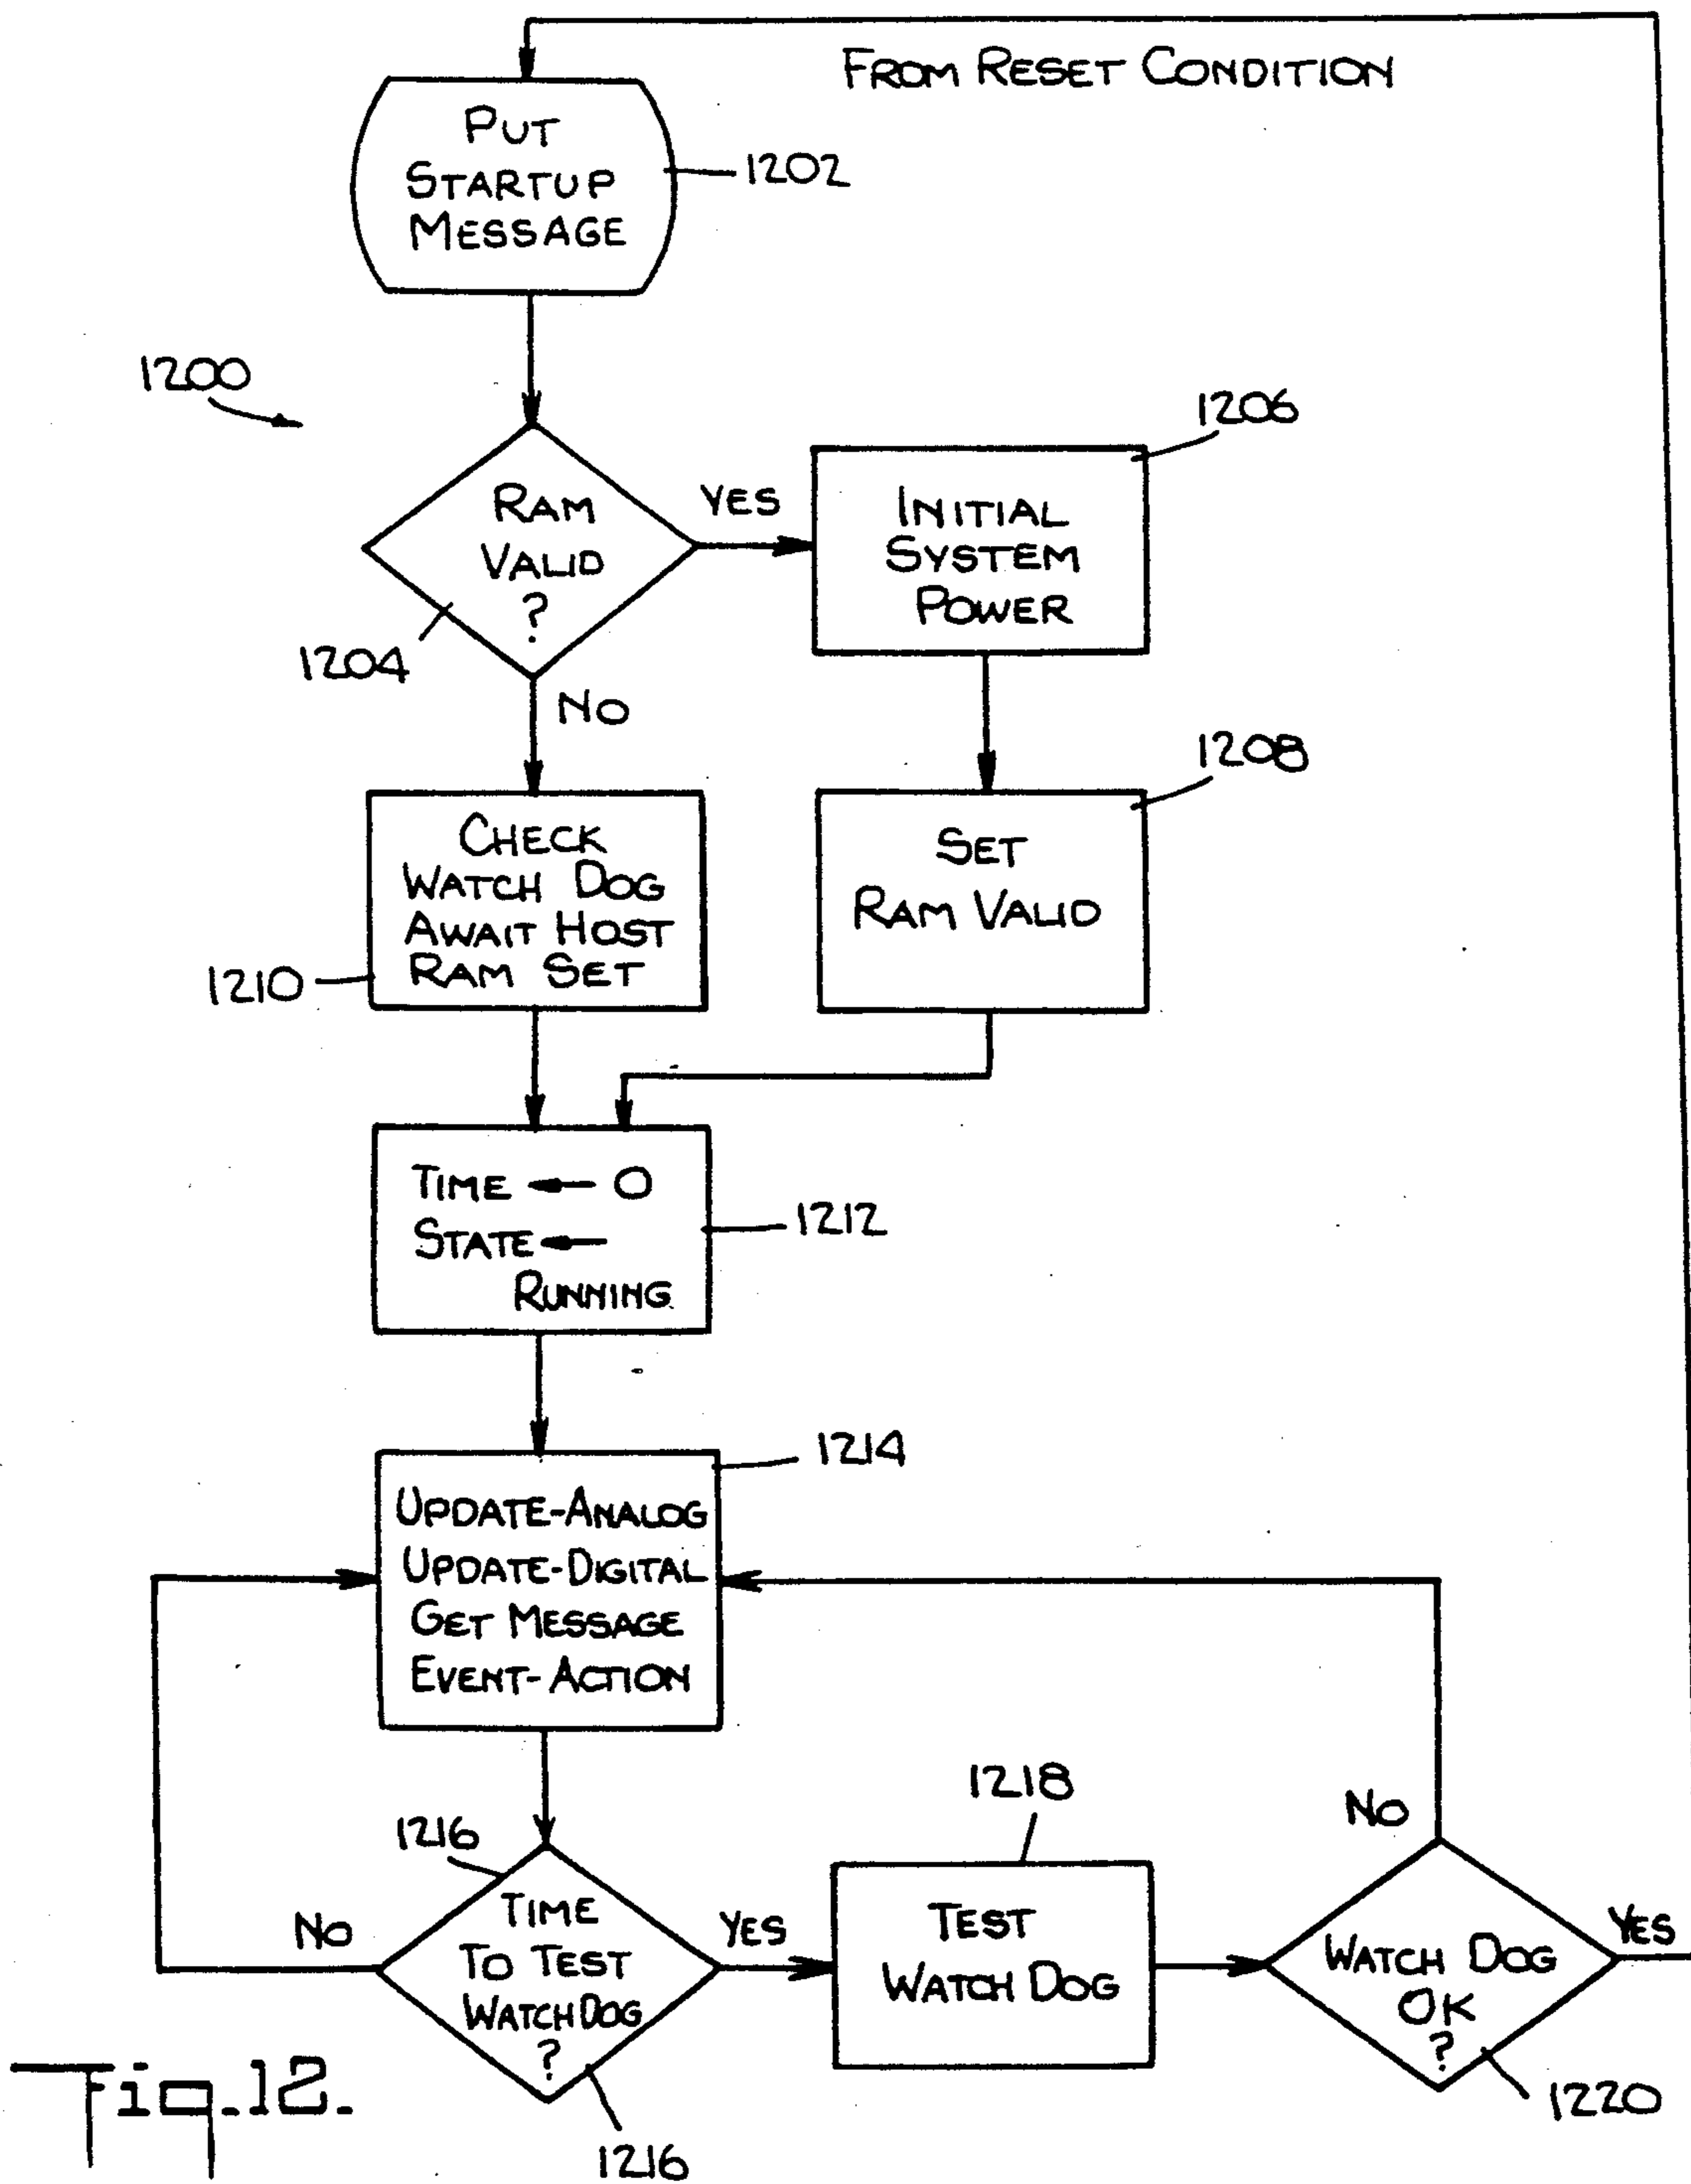 FROM RESET CONDITION
PUT
STARTUP
MESSAGE
1202
1200
RAM
VALID
?
1204
YES
NO
1206
INITIAL
SYSTEM
POWER
1208
SET
RAM VALID
CHECK
WATCH DOG
AWAIT HOST
RAM SET
1210
TIME ← 0
STATE ←
RUNNING
1212
1214
UPDATE-ANALOG
UPDATE-DIGITAL
GET MESSAGE
EVENT-ACTION
1216
TIME
TO TEST
WATCHDOG
?
1216
NO
YES
1218
TEST
WATCH DOG
NO
YES
WATCH DOG
OK
?
1220
Fig.12.